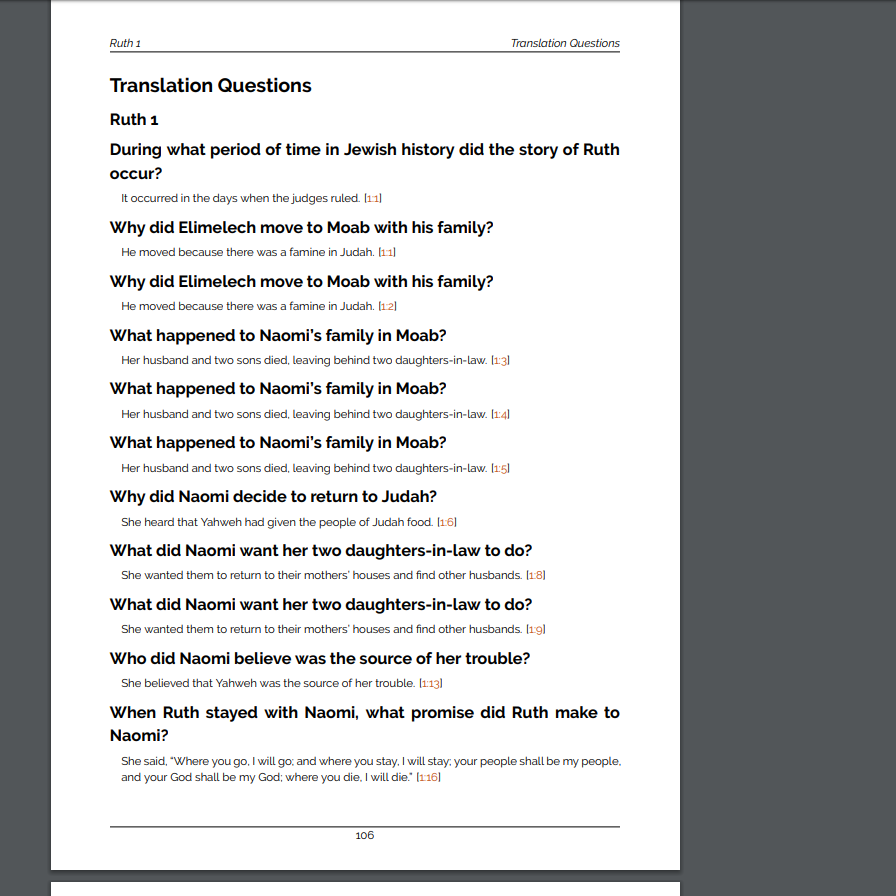 Ruth 1
Translation Questions
Translation Questions
Ruth 1
During what period of time in Jewish history did the story of Ruth
occur?
It occurred in the days when the judges ruled. [1:1]
Why did Elimelech move to Moab with his family?
He moved because there was a famine in Judah. [1:1]
Why did Elimelech move to Moab with his family?
He moved because there was a famine in Judah. [1:2]
What happened to Naomi's family in Moab?
Her husband and two sons died, leaving behind two daughters-in-law. [1:3]
What happened to Naomi's family in Moab?
Her husband and two sons died, leaving behind two daughters-in-law. [1:4]
What happened to Naomi's family in Moab?
Her husband and two sons died, leaving behind two daughters-in-law. [1:5]
Why did Naomi decide to return to Judah?
She heard that Yahweh had given the people of Judah food. [1:6]
What did Naomi want her two daughters-in-law to do?
She wanted them to return to their mothers' houses and find other husbands. [1:8]
What did Naomi want her two daughters-in-law to do?
She wanted them to return to their mothers' houses and find other husbands. [1:9]
Who did Naomi believe was the source of her trouble?
She believed that Yahweh was the source of her trouble. [1:13]
When Ruth stayed with Naomi, what promise did Ruth make to
Naomi?
She said, “Where you go, I will go; and where you stay, I will stay; your people shall be my people,
and your God shall be my God; where you die, I will die.” [1:16]
106